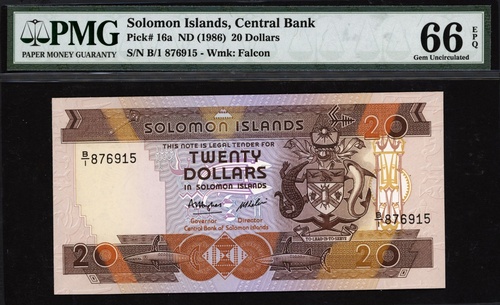 PMG
PAPER MONEY GUARANTY
Solomon Islands, Central Bank
Pick# 16a ND (1986) 20 Dollars
S/N B/1 876915 - Wmk: Falcon
66 EPQ
Gem Uncirculated
SOLOMON ISLANDS
20
THIS NOTE IS LEGAL TENDER FOR
B/1 876915
TWENTY
DOLLARS
IN SOLOMON ISLANDS
Governor Director
Central Bank of Solomon Islands
B/1 876915
TO LEAD IS TO SERVE
20
20